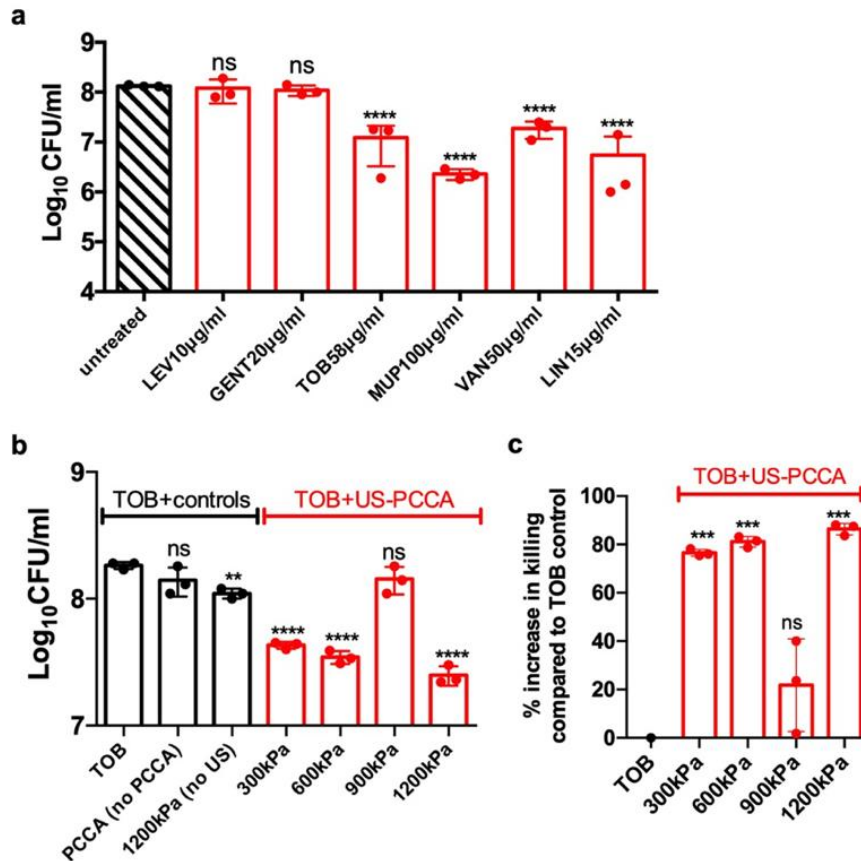 a
9
8
7
6
5
4
Log10 CFU/ml
ns
ns
****
****
****
****
untreated
LEV10µg/ml
GENT20µg/ml
TOB58µg/ml
MUP100µg/ml
VAN50µg/ml
LIN15µg/ml
b
9
8
7
Log10CFU/ml
TOB+controls
TOB+US-PCCA
ns
**
****
****
ns
****
TOB
PCCA (no PCCA)
1200kPa (no US)
300kPa
600kPa
900kPa
1200kPa
c
TOB+US-PCCA
100
80
60
40
20
0
% increase in killing
compared to TOB control
***
***
ns
***
TOB
300kPa
600kPa
900kPa
1200kPa